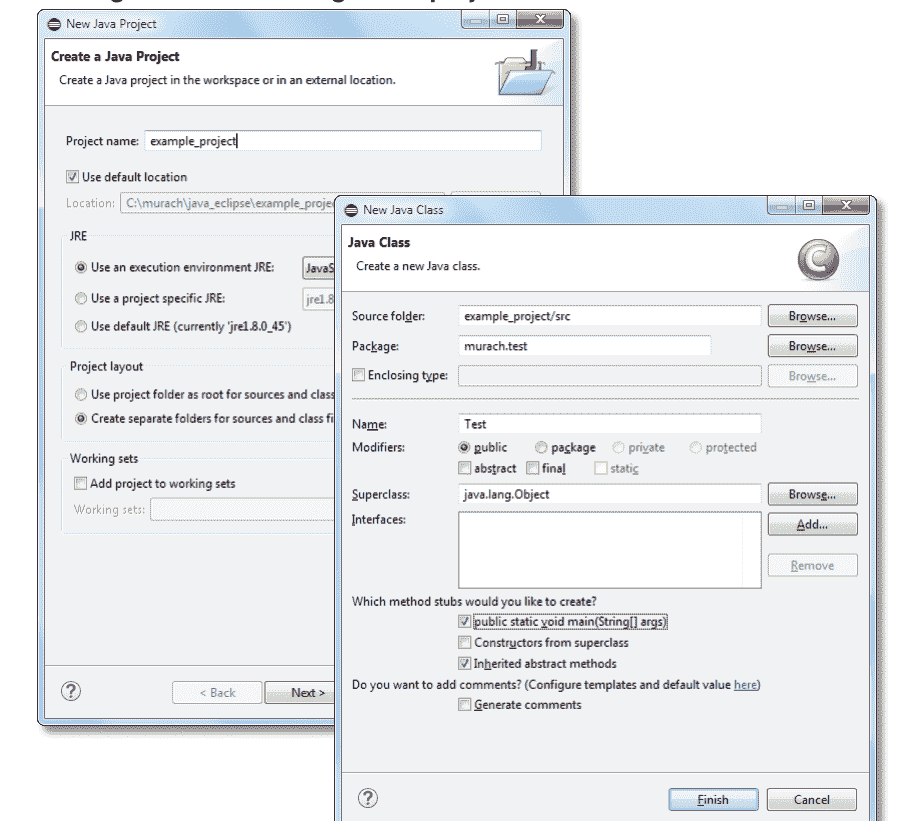 New Java Project
Create a Java Project
Create a Java project in the workspace or in an external location.
Project name: example_project
Use default location
Location: C:\murach\java_eclipse\example_proje
JRE
Use an execution environment JRE: JavaS
Use a project specific JRE: jre1.8
Use default JRE (currently 'jre1.8.0_45')
Project layout
Use project folder as root for sources and class
Create separate folders for sources and class fi
Working sets
Add project to working sets
Working sets:
< Back Next >
New Java Class
Java Class
Create a new Java class.
Source folder: example_project/src Browse...
Package: murach.test Browse...
Enclosing type: Browse...
Name: Test
Modifiers: public package private protected
abstract final static
Superclass: java.lang.Object Browse...
Interfaces: Add...
Remove
Which method stubs would you like to create?
public static void main(String[] args)
Constructors from superclass
Inherited abstract methods
Do you want to add comments? (Configure templates and default value here)
Generate comments
Finish Cancel